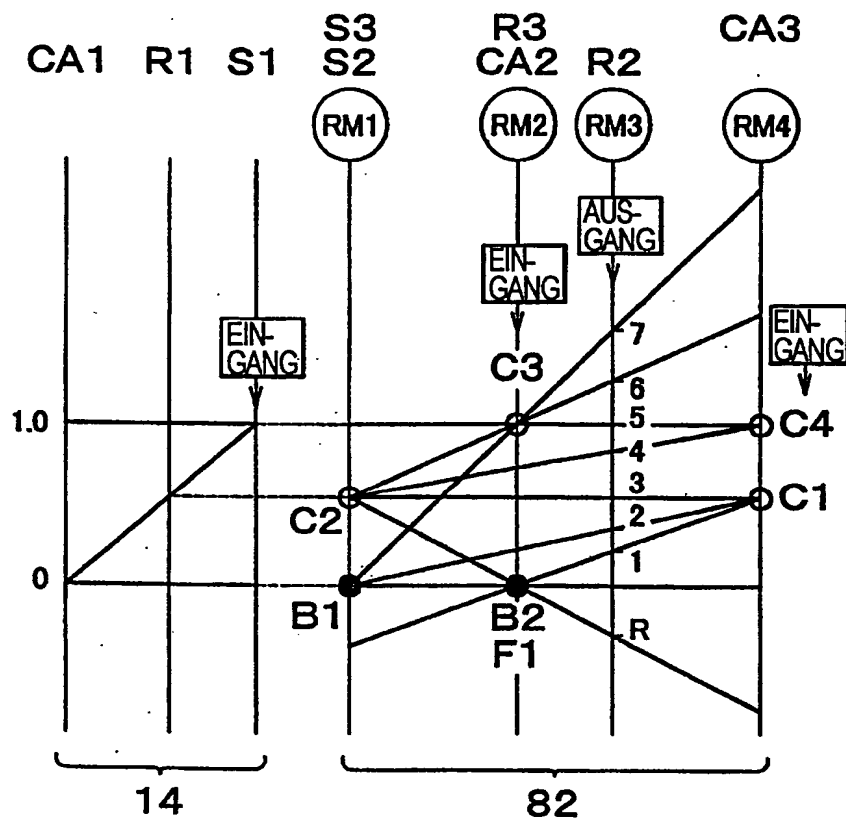 S3 R3 CA3
CA1 R1 S1 S2 CA2 R2
RM1 RM2 RM3 RM4
AUS-
GANG
EIN-
GANG
EIN-
GANG
EIN-
GANG
7
C3
6
1.0
5
C4
4
3
C1
C2
2
1
0
B1
B2
R
F1
14
82